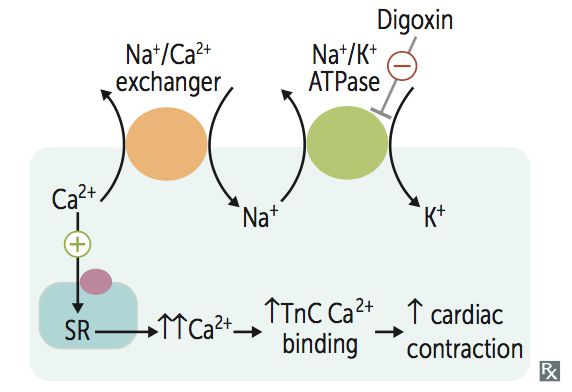 Digoxin
Na⁺/Ca²⁺
exchanger
Na⁺/K⁺
ATPase
−
Ca²⁺
Na⁺
K⁺
+
SR
↑↑Ca²⁺
↑TnC Ca²⁺
binding
↑ cardiac
contraction
Rx